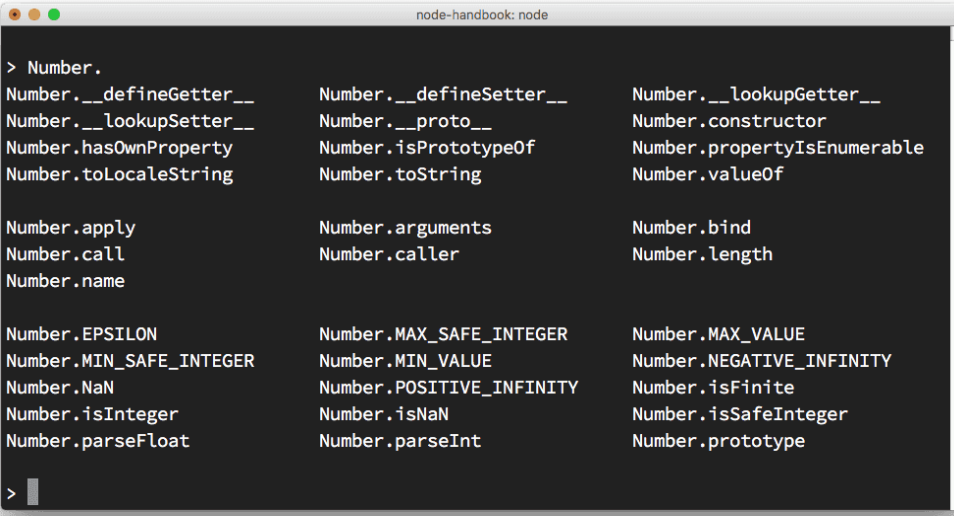 node-handbook: node
> Number.
Number.__defineGetter__ Number.__defineSetter__ Number.__lookupGetter__
Number.__lookupSetter__ Number.__proto__ Number.constructor
Number.hasOwnProperty Number.isPrototypeOf Number.propertyIsEnumerable
Number.toLocaleString Number.toString Number.valueOf
Number.apply Number.arguments Number.bind
Number.call Number.caller Number.length
Number.name
Number.EPSILON Number.MAX_SAFE_INTEGER Number.MAX_VALUE
Number.MIN_SAFE_INTEGER Number.MIN_VALUE Number.NEGATIVE_INFINITY
Number.NaN Number.POSITIVE_INFINITY Number.isFinite
Number.isInteger Number.isNaN Number.isSafeInteger
Number.parseFloat Number.parseInt Number.prototype
>